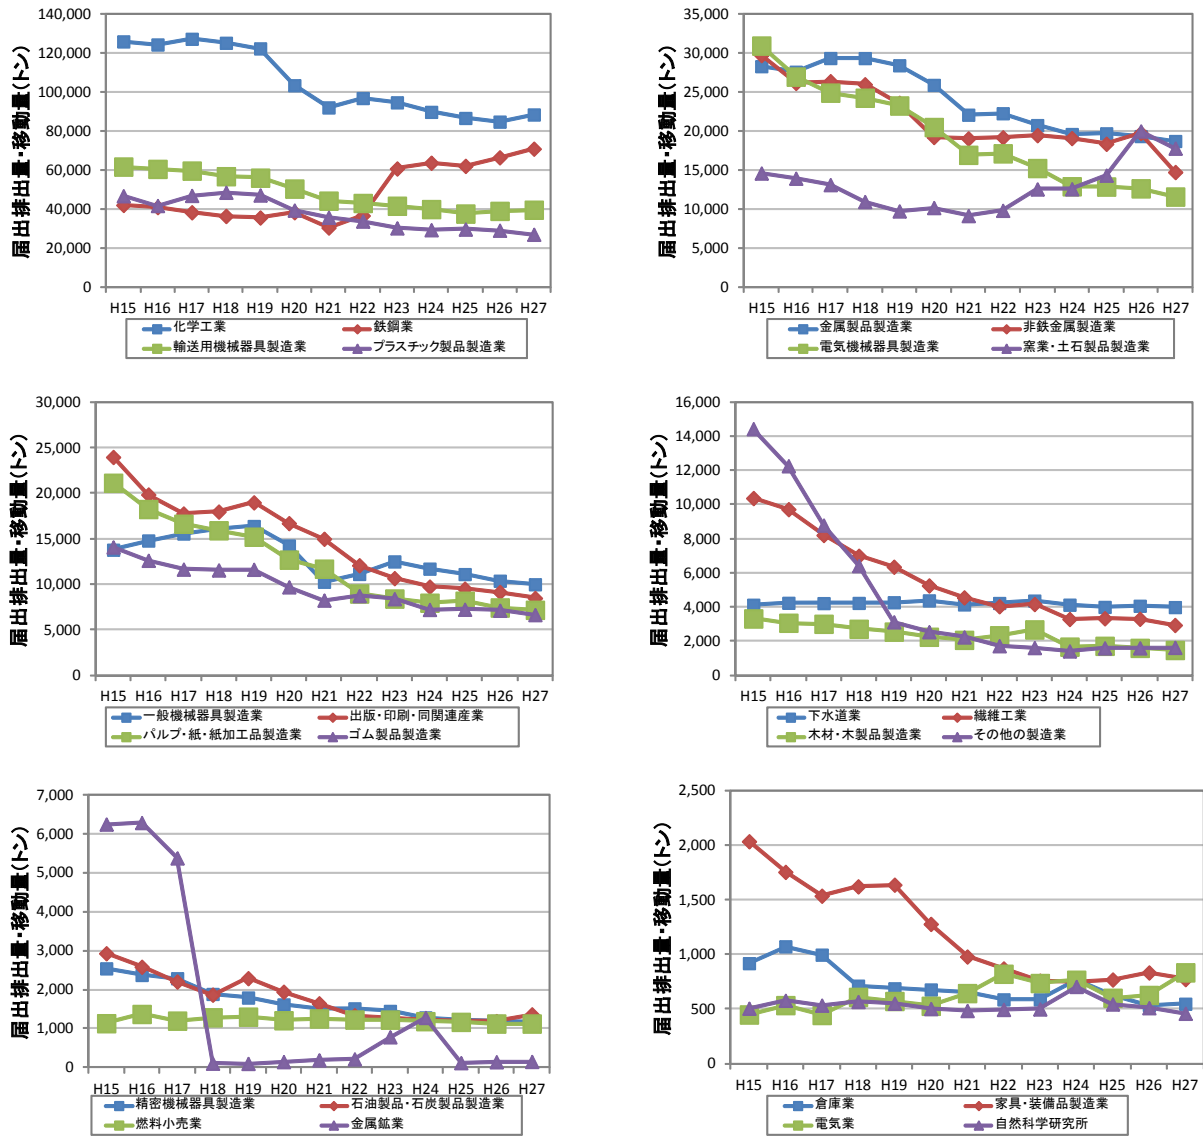 届出排出量・移動量(トン)
140,000
120,000
100,000
80,000
60,000
40,000
20,000
0
H15 H16 H17 H18 H19 H20 H21 H22 H23 H24 H25 H26 H27
化学工業 鉄鋼業
輸送用機械器具製造業 プラスチック製品製造業
届出排出量・移動量(トン)
35,000
30,000
25,000
20,000
15,000
10,000
5,000
0
H15 H16 H17 H18 H19 H20 H21 H22 H23 H24 H25 H26 H27
金属製品製造業 非鉄金属製造業
電気機械器具製造業 窯業・土石製品製造業
届出排出量・移動量(トン)
30,000
25,000
20,000
15,000
10,000
5,000
0
H15 H16 H17 H18 H19 H20 H21 H22 H23 H24 H25 H26 H27
一般機械器具製造業 出版・印刷・同関連産業
パルプ・紙・紙加工品製造業 ゴム製品製造業
届出排出量・移動量(トン)
16,000
14,000
12,000
10,000
8,000
6,000
4,000
2,000
0
H15 H16 H17 H18 H19 H20 H21 H22 H23 H24 H25 H26 H27
下水道業 繊維工業
木材・木製品製造業 その他の製造業
届出排出量・移動量(トン)
7,000
6,000
5,000
4,000
3,000
2,000
1,000
0
H15 H16 H17 H18 H19 H20 H21 H22 H23 H24 H25 H26 H27
精密機械器具製造業 石油製品・石炭製品製造業
燃料小売業 金属鉱業
届出排出量・移動量(トン)
2,500
2,000
1,500
1,000
500
0
H15 H16 H17 H18 H19 H20 H21 H22 H23 H24 H25 H26 H27
倉庫業 家具・装備品製造業
電気業 自然科学研究所